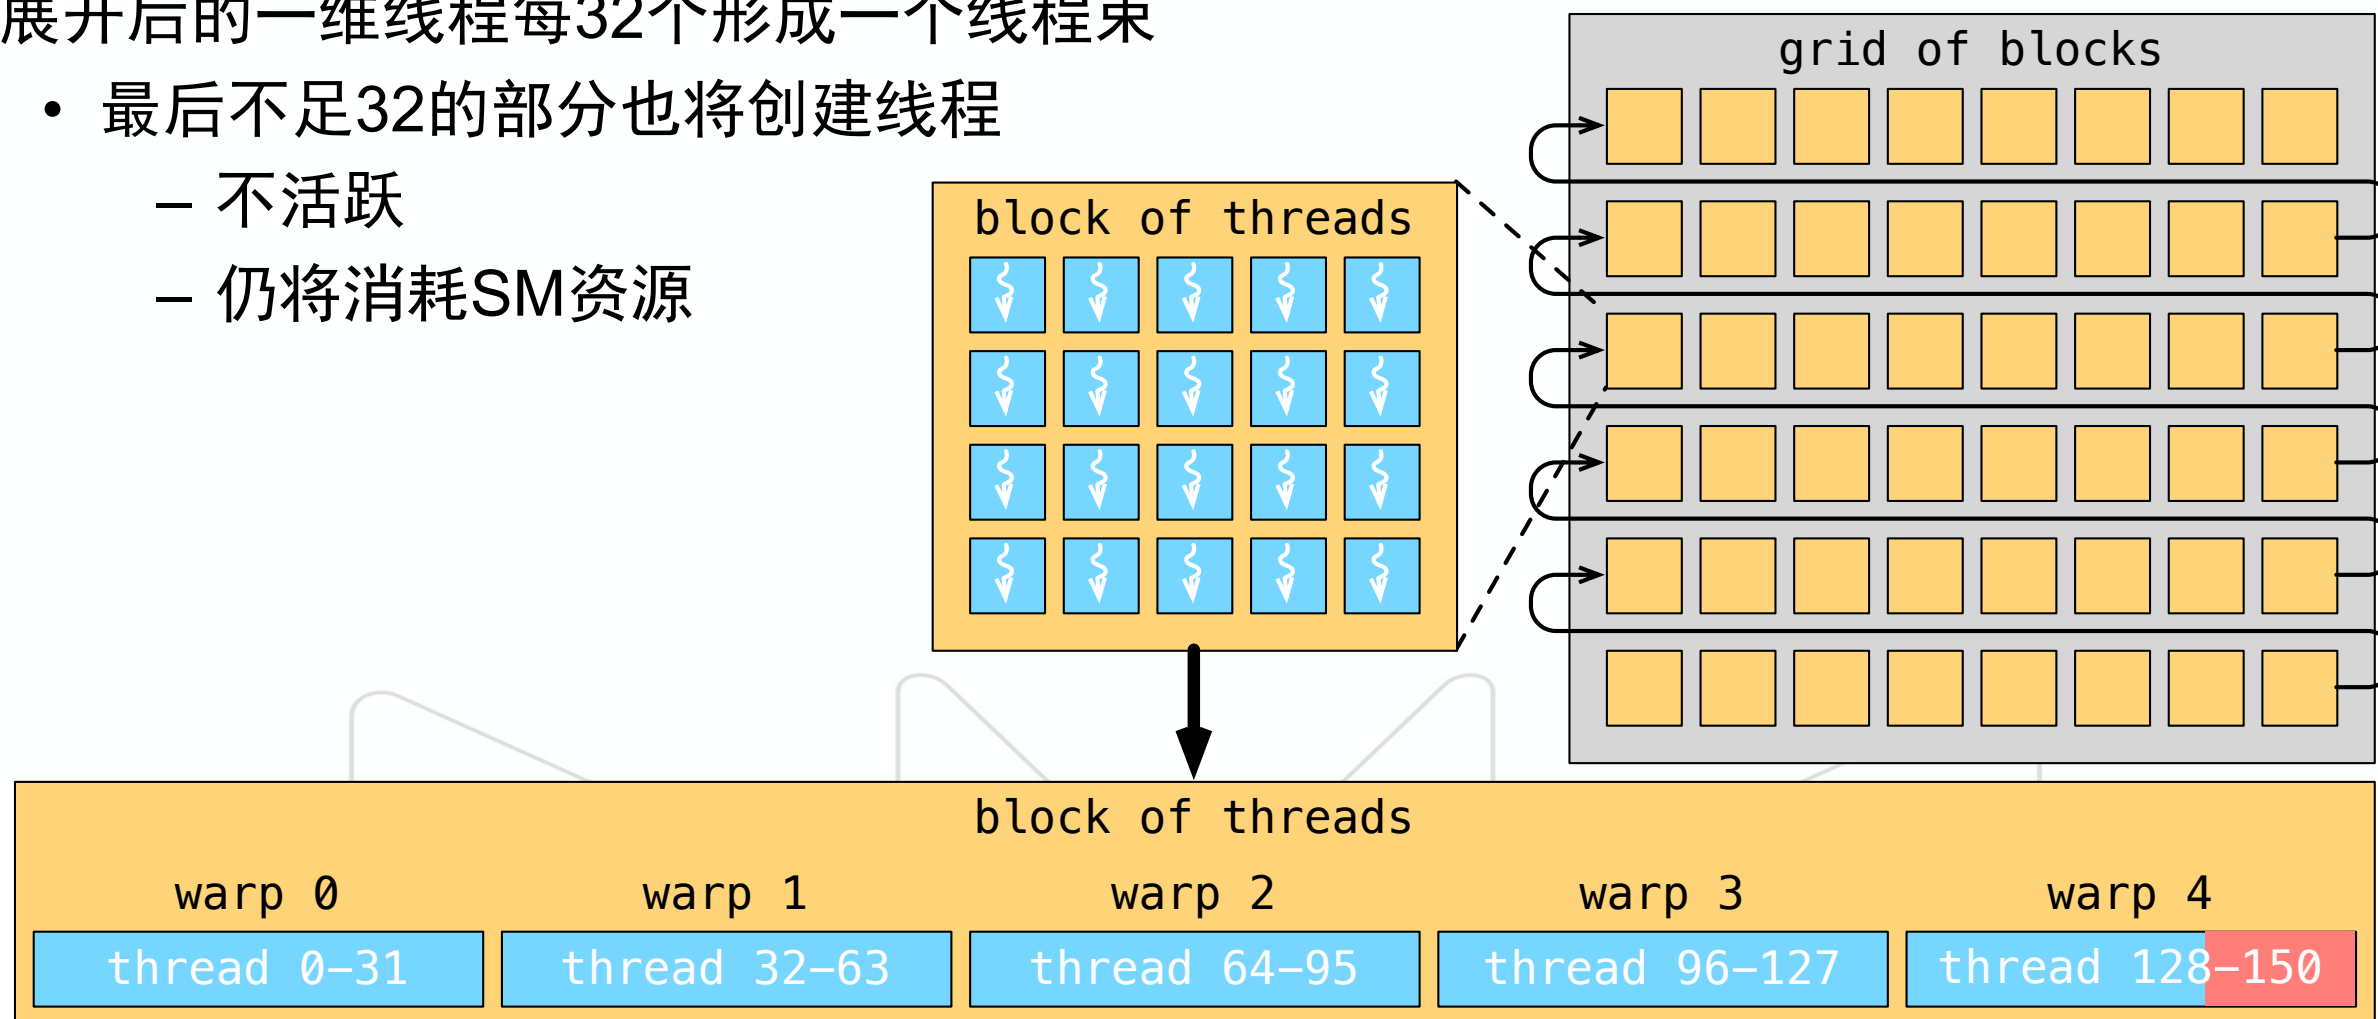 展开后的一维线程每32个形成一个线程束
• 最后不足32的部分也将创建线程
– 不活跃
– 仍将消耗SM资源
grid of blocks
block of threads
block of threads
warp 0 warp 1 warp 2 warp 3 warp 4
thread 0–31 thread 32–63 thread 64–95 thread 96–127 thread 128–150